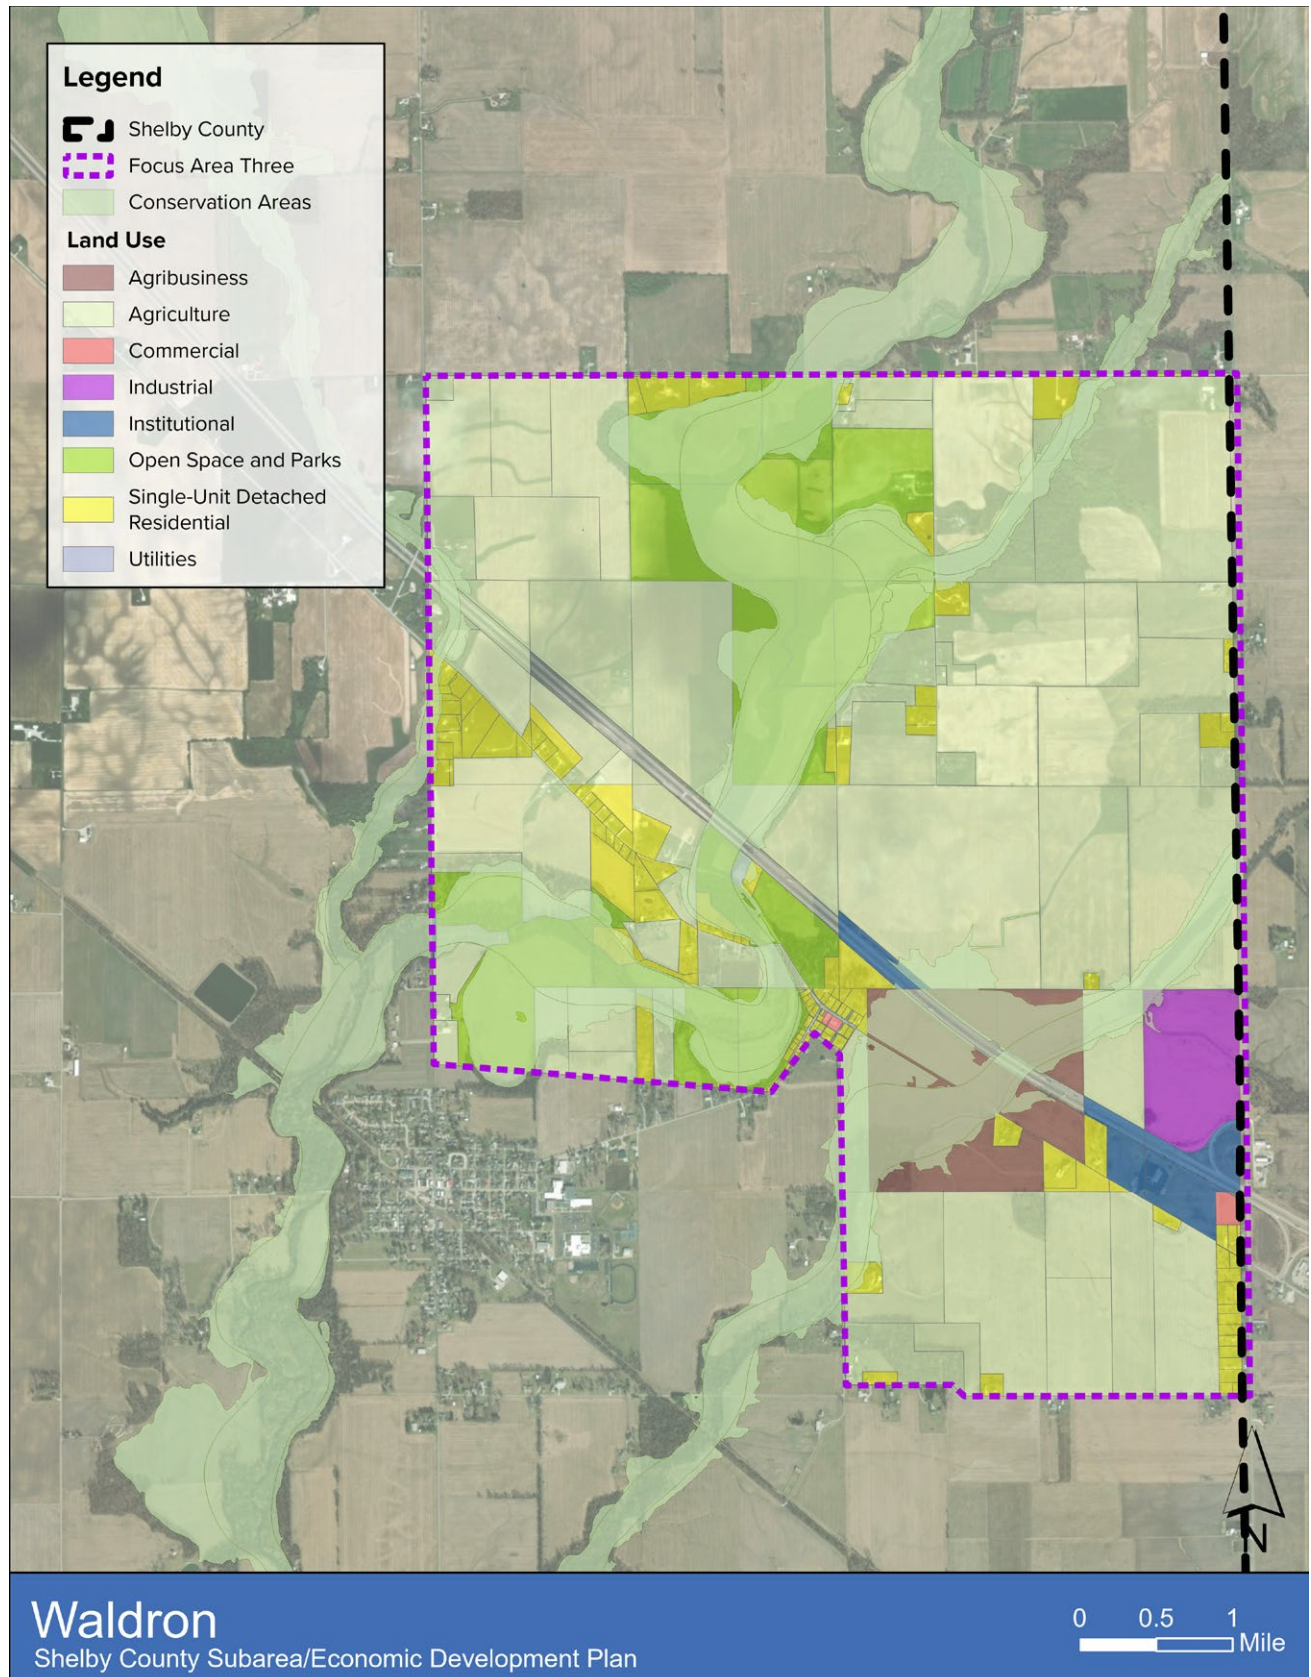 Legend
Shelby County
Focus Area Three
Conservation Areas
Land Use
Agribusiness
Agriculture
Commercial
Industrial
Institutional
Open Space and Parks
Single-Unit Detached
Residential
Utilities
N
Waldron
Shelby County Subarea/Economic Development Plan
0 0.5 1
Mile